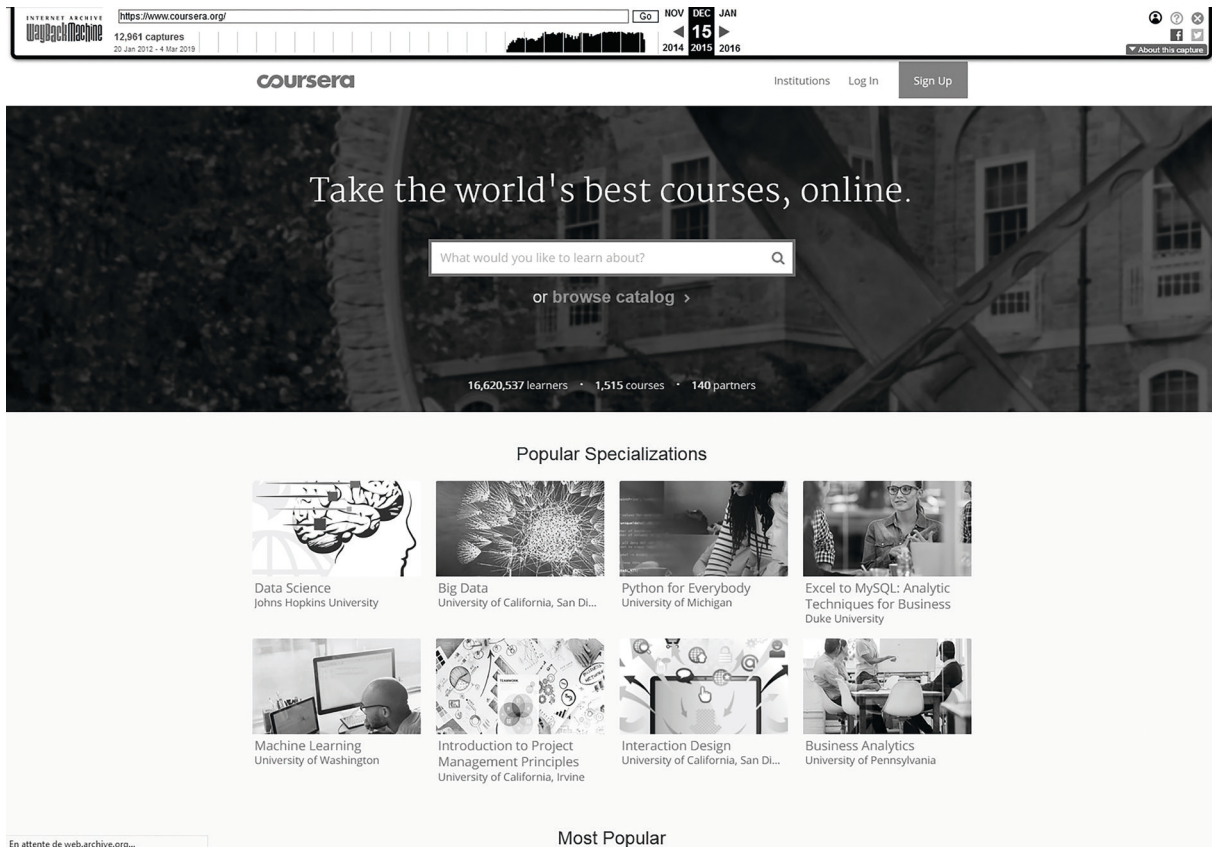 INTERNET ARCHIVE
WayBackMachine
https://www.coursera.org/
Go
NOV DEC JAN
12,961 captures
15
20 Jan 2012 - 4 Mar 2019
2014 2015 2016
About this capture
coursera
Institutions Log In Sign Up
Take the world's best courses, online.
What would you like to learn about?
or browse catalog >
16,620,537 learners · 1,515 courses · 140 partners
Popular Specializations
Data Science
Johns Hopkins University
Big Data
University of California, San Di...
Python for Everybody
University of Michigan
Excel to MySQL: Analytic
Techniques for Business
Duke University
Machine Learning
University of Washington
Introduction to Project
Management Principles
University of California, Irvine
Interaction Design
University of California, San Di...
Business Analytics
University of Pennsylvania
Most Popular
En attente de web.archive.org...